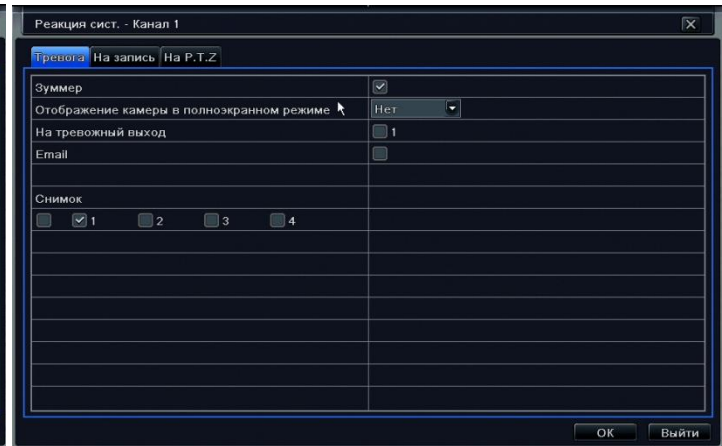 Реакция сист. - Канал 1
Тревога На запись На P.T.Z
Зуммер
Отображение камеры в полноэкранном режиме Нет
На тревожный выход 1
Email
Снимок
1 2 3 4
ОК Выйти